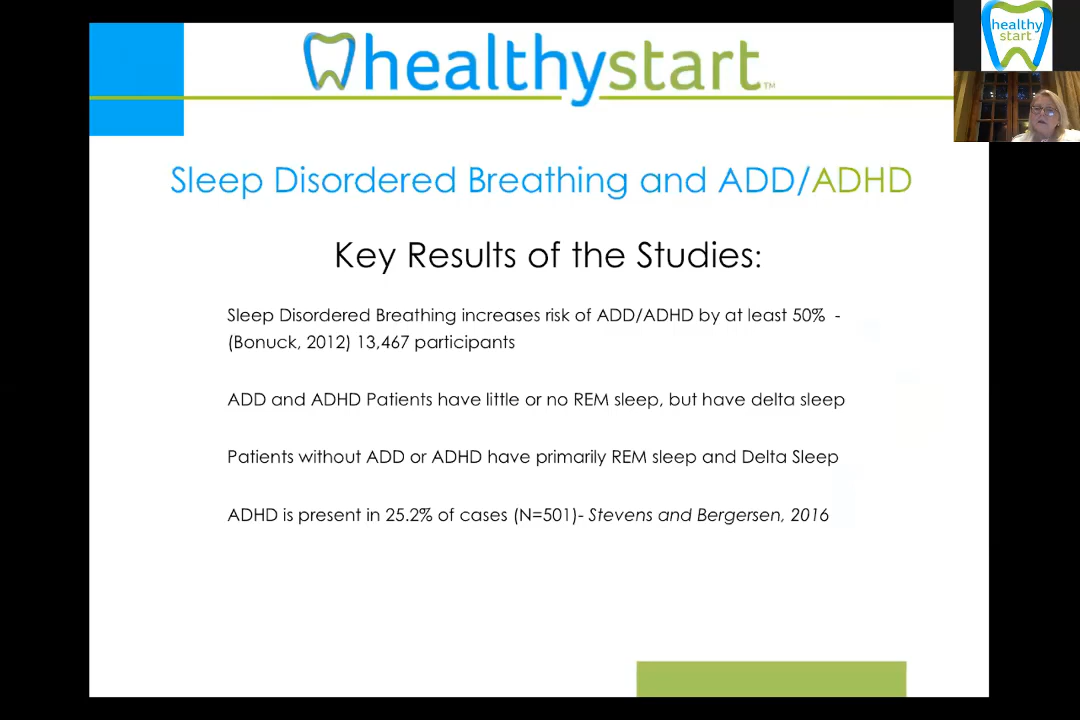 healthystart™
healthy
start
Sleep Disordered Breathing and ADD/ADHD
Key Results of the Studies:
Sleep Disordered Breathing increases risk of ADD/ADHD by at least 50% -
(Bonuck, 2012) 13,467 participants
ADD and ADHD Patients have little or no REM sleep, but have delta sleep
Patients without ADD or ADHD have primarily REM sleep and Delta Sleep
ADHD is present in 25.2% of cases (N=501)- Stevens and Bergersen, 2016